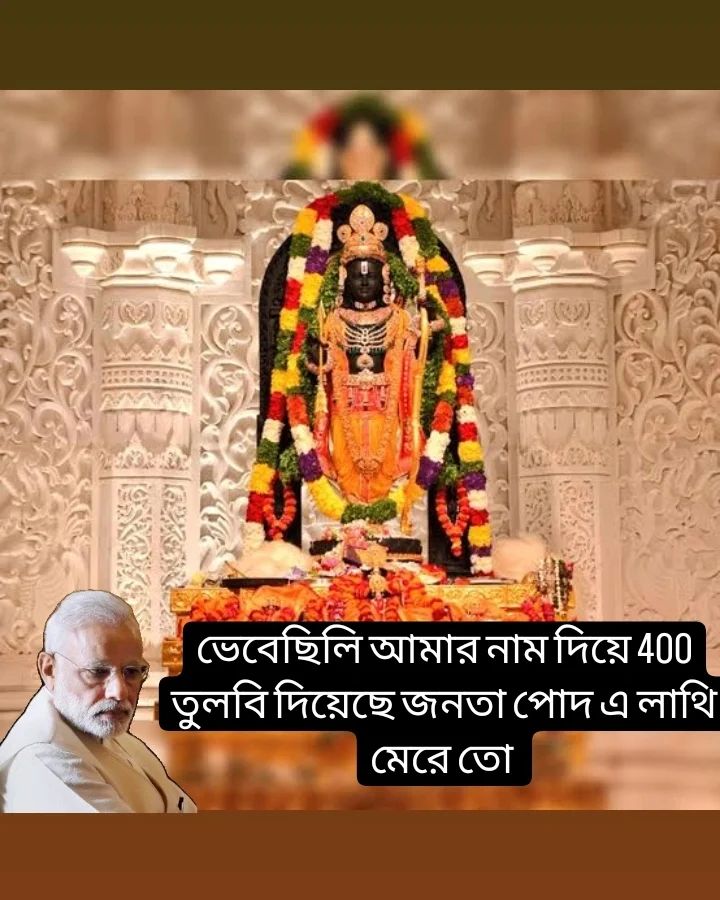 ভেবেছিলি আমার নাম দিয়ে 400
তুলবি দিয়েছে জনতা পোদ এ লাথি
মেরে তো